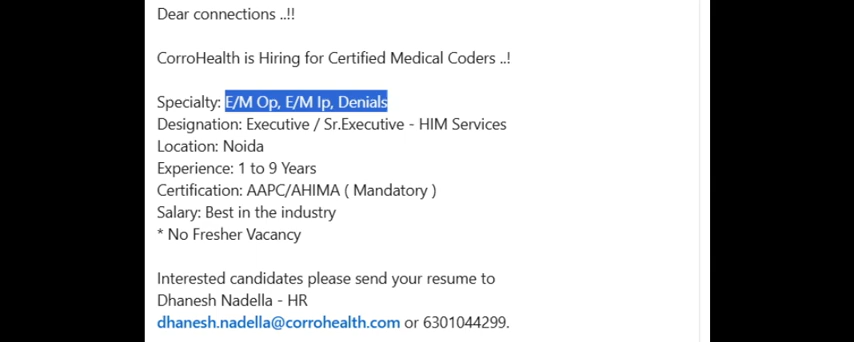 Dear connections ..!!
CorroHealth is Hiring for Certified Medical Coders ..!
Specialty: E/M Op, E/M Ip, Denials
Designation: Executive / Sr.Executive - HIM Services
Location: Noida
Experience: 1 to 9 Years
Certification: AAPC/AHIMA ( Mandatory )
Salary: Best in the industry
* No Fresher Vacancy
Interested candidates please send your resume to
Dhanesh Nadella - HR
dhanesh.nadella@corrohealth.com or 6301044299.